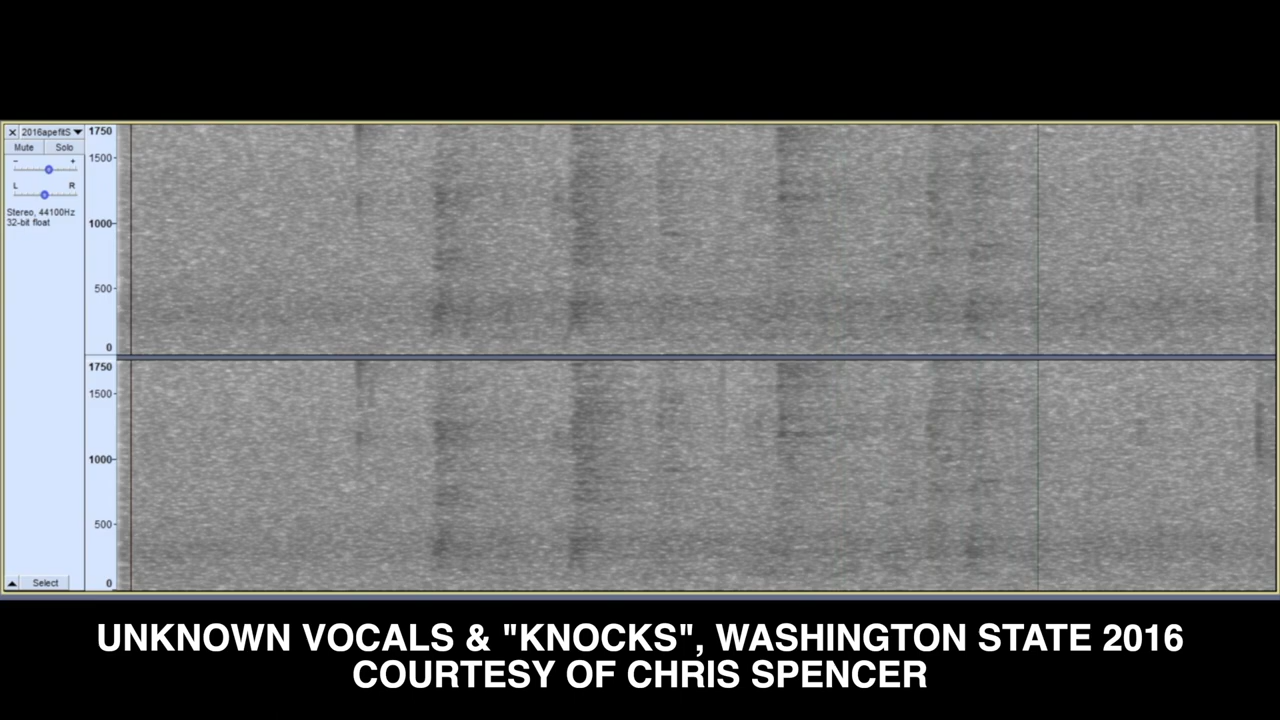 × 2016apefitS
Mute Solo
- +
L R
Stereo, 44100Hz
32-bit float
Select
1750
1500
1000
500
0
1750
1500
1000
500
0
UNKNOWN VOCALS & "KNOCKS", WASHINGTON STATE 2016
COURTESY OF CHRIS SPENCER